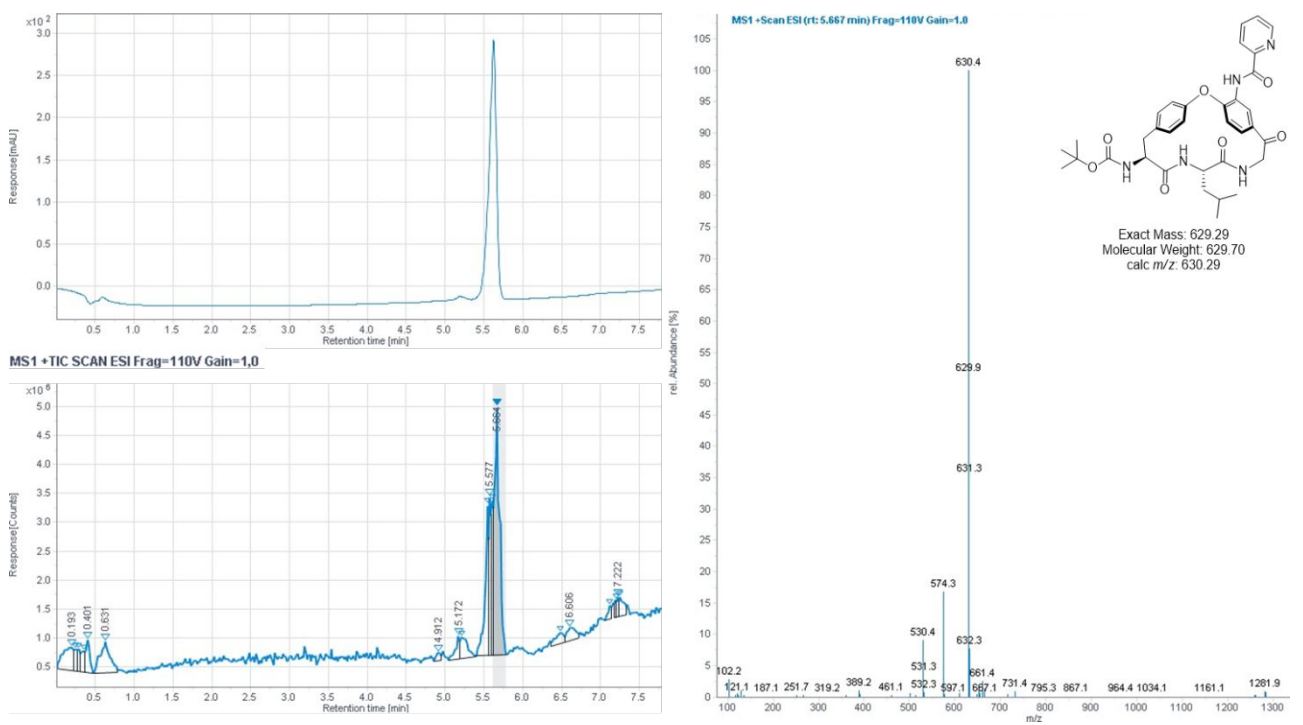 x10²
3.0
2.5
2.0
1.5
1.0
0.5
0.0
Response [mAU]
0.5 1.0 1.5 2.0 2.5 3.0 3.5 4.0 4.5 5.0 5.5 6.0 6.5 7.0 7.5
Retention time [min]
MS1 +TIC SCAN ESI Frag=110V Gain=1,0
x10⁶
5.0
4.5
4.0
3.5
3.0
2.5
2.0
1.5
1.0
0.5
Response [Counts]
0.193
0.401
0.631
4.912
5.172
5.577
5.664
6.606
7.222
0.5 1.0 1.5 2.0 2.5 3.0 3.5 4.0 4.5 5.0 5.5 6.0 6.5 7.0 7.5
Retention time [min]
MS1 +Scan ESI (rt: 5.667 min) Frag=110V Gain=1.0
105
100
95
90
85
80
75
70
65
60
55
50
45
40
35
30
25
20
15
10
5
0
rel. Abundance [%]
630.4
629.9
631.3
574.3
530.4
632.3
531.3
532.3
661.4
102.2
121.1
187.1
251.7
319.2
389.2
461.1
597.1
667.1
731.4
795.3
867.1
964.4
1034.1
1161.1
1281.9
100 200 300 400 500 600 700 800 900 1000 1100 1200 1300
m/z
N
HN
O
O
O
O
O
N
H
O
H
N
O
N
H
O
Exact Mass: 629.29
Molecular Weight: 629.70
calc m/z: 630.29